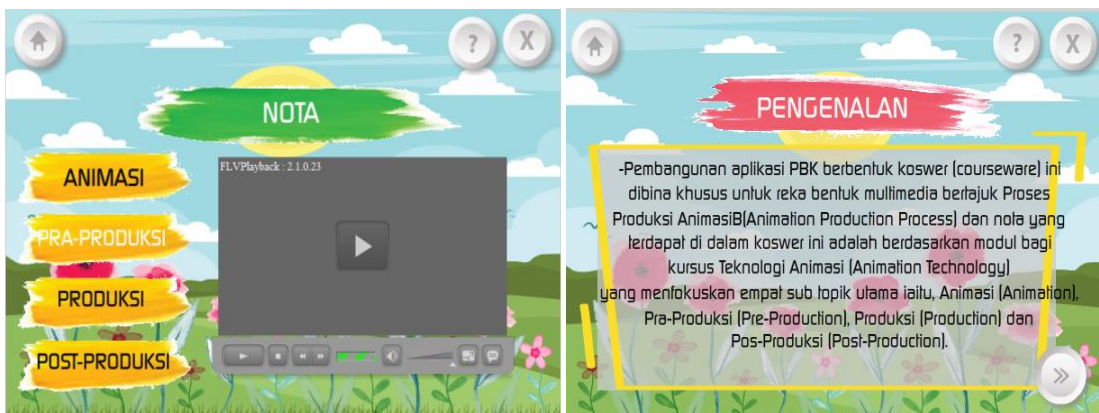 ?
X
NOTA
ANIMASI
PRA-PRODUKSI
PRODUKSI
POST-PRODUKSI
FLVPlayback : 2.1.0.23
?
X
PENGENALAN
-Pembangunan aplikasi PBK berbentuk koswer (courseware) ini
dibina khusus untuk reka bentuk multimedia bertajuk Proses
Produksi AnimasiB(Animation Production Process) dan nota yang
terdapat di dalam koswer ini adalah berdasarkan modul bagi
kursus Teknologi Animasi (Animation Technology)
yang menfokuskan empat sub topik utama iaitu, Animasi (Animation),
Pra-Produksi (Pre-Production), Produksi (Production) dan
Pos-Produksi (Post-Production).